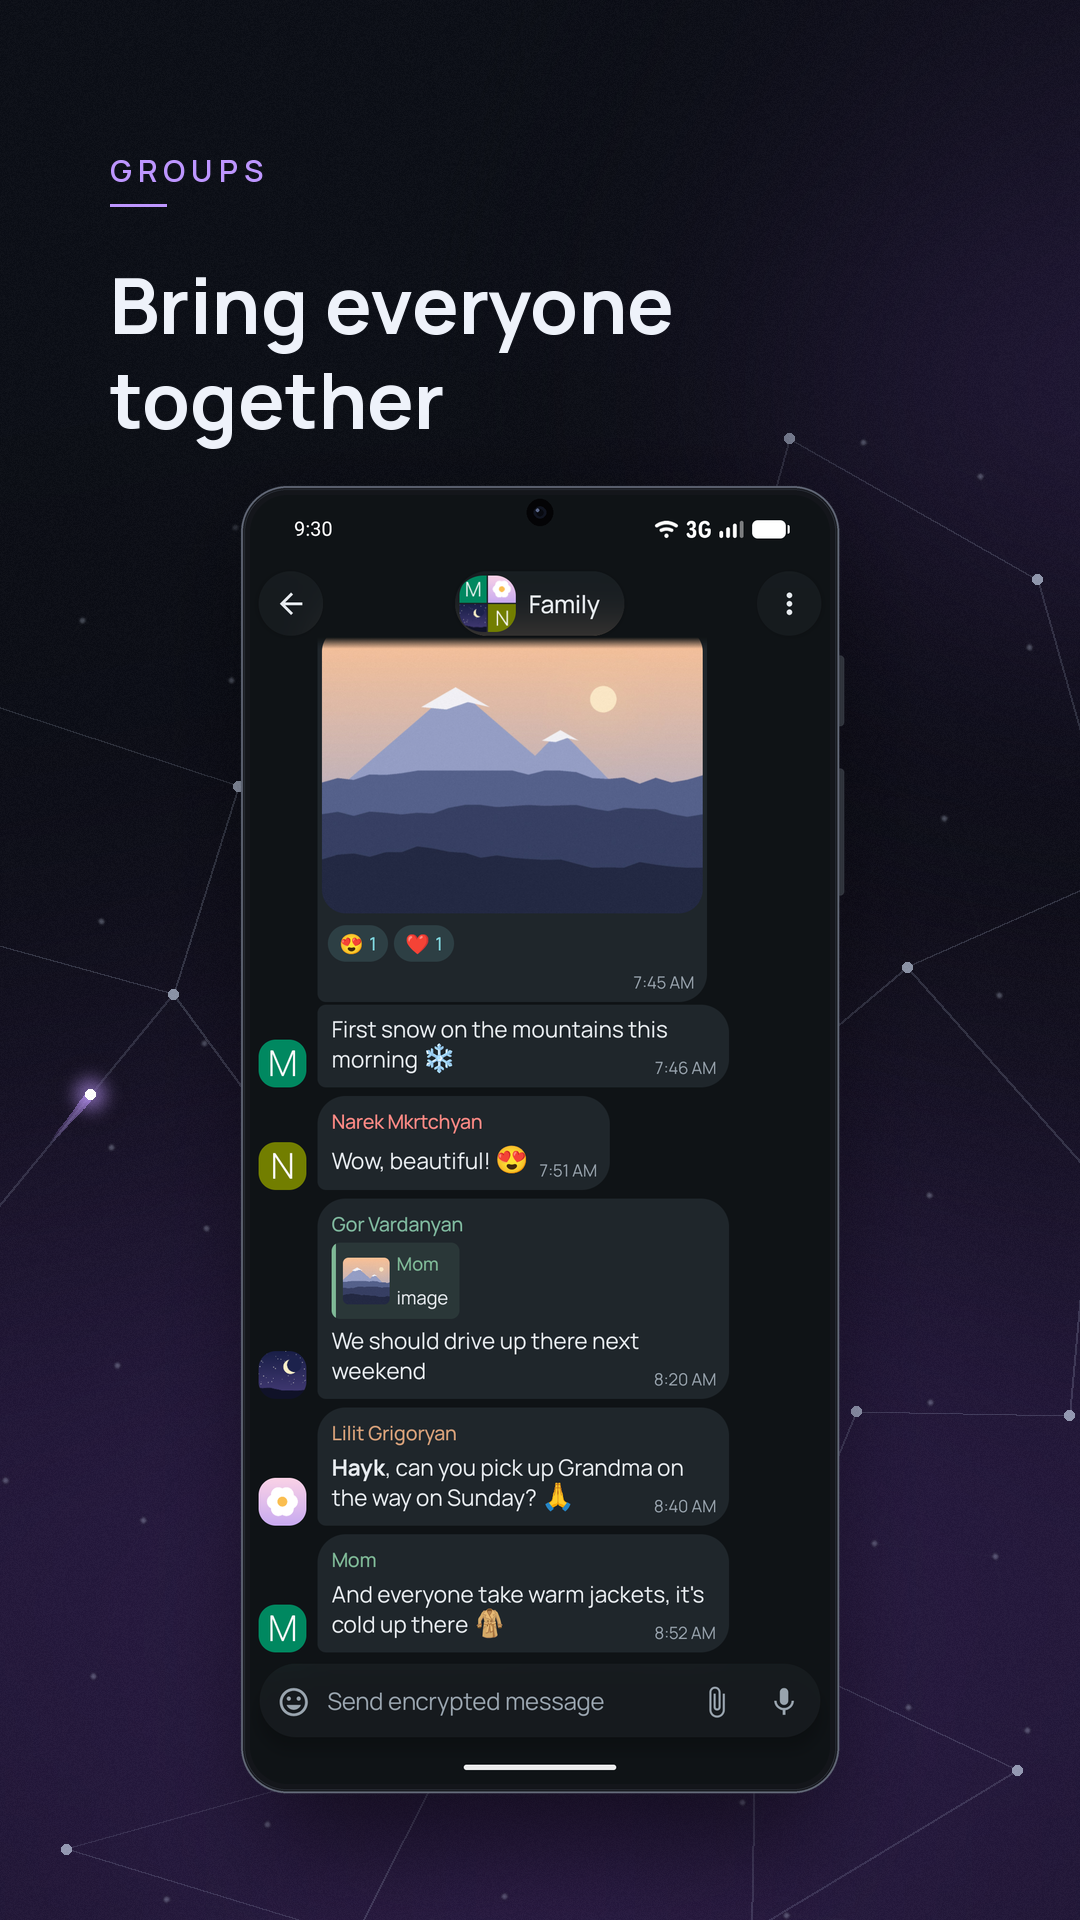 GROUPS
Bring everyone
together
9:30
3G
M
N
Family
😍 1 ❤️ 1
7:45 AM
First snow on the mountains this
morning ❄️ 7:46 AM
M
Narek Mkrtchyan
Wow, beautiful! 😍 7:51 AM
N
Gor Vardanyan
Mom
image
We should drive up there next
weekend 8:20 AM
Lilit Grigoryan
Hayk, can you pick up Grandma on
the way on Sunday? 🙏 8:40 AM
Mom
And everyone take warm jackets, it's
cold up there 🧥 8:52 AM
M
Send encrypted message